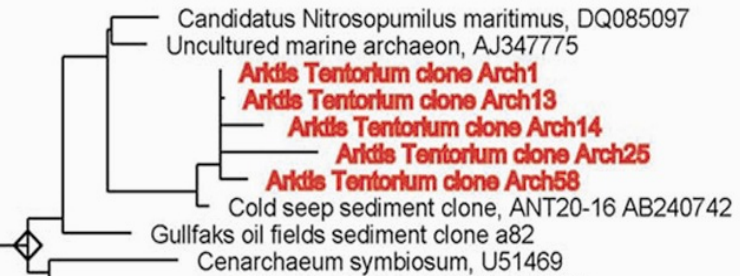 Candidatus Nitrosopumilus maritimus, DQ085097
Uncultured marine archaeon, AJ347775
Arktis Tentorium clone Arch1
Arktis Tentorium clone Arch13
Arktis Tentorium clone Arch14
Arktis Tentorium clone Arch25
Arktis Tentorium clone Arch58
Cold seep sediment clone, ANT20-16 AB240742
Gullfaks oil fields sediment clone a82
Cenarchaeum symbiosum, U51469